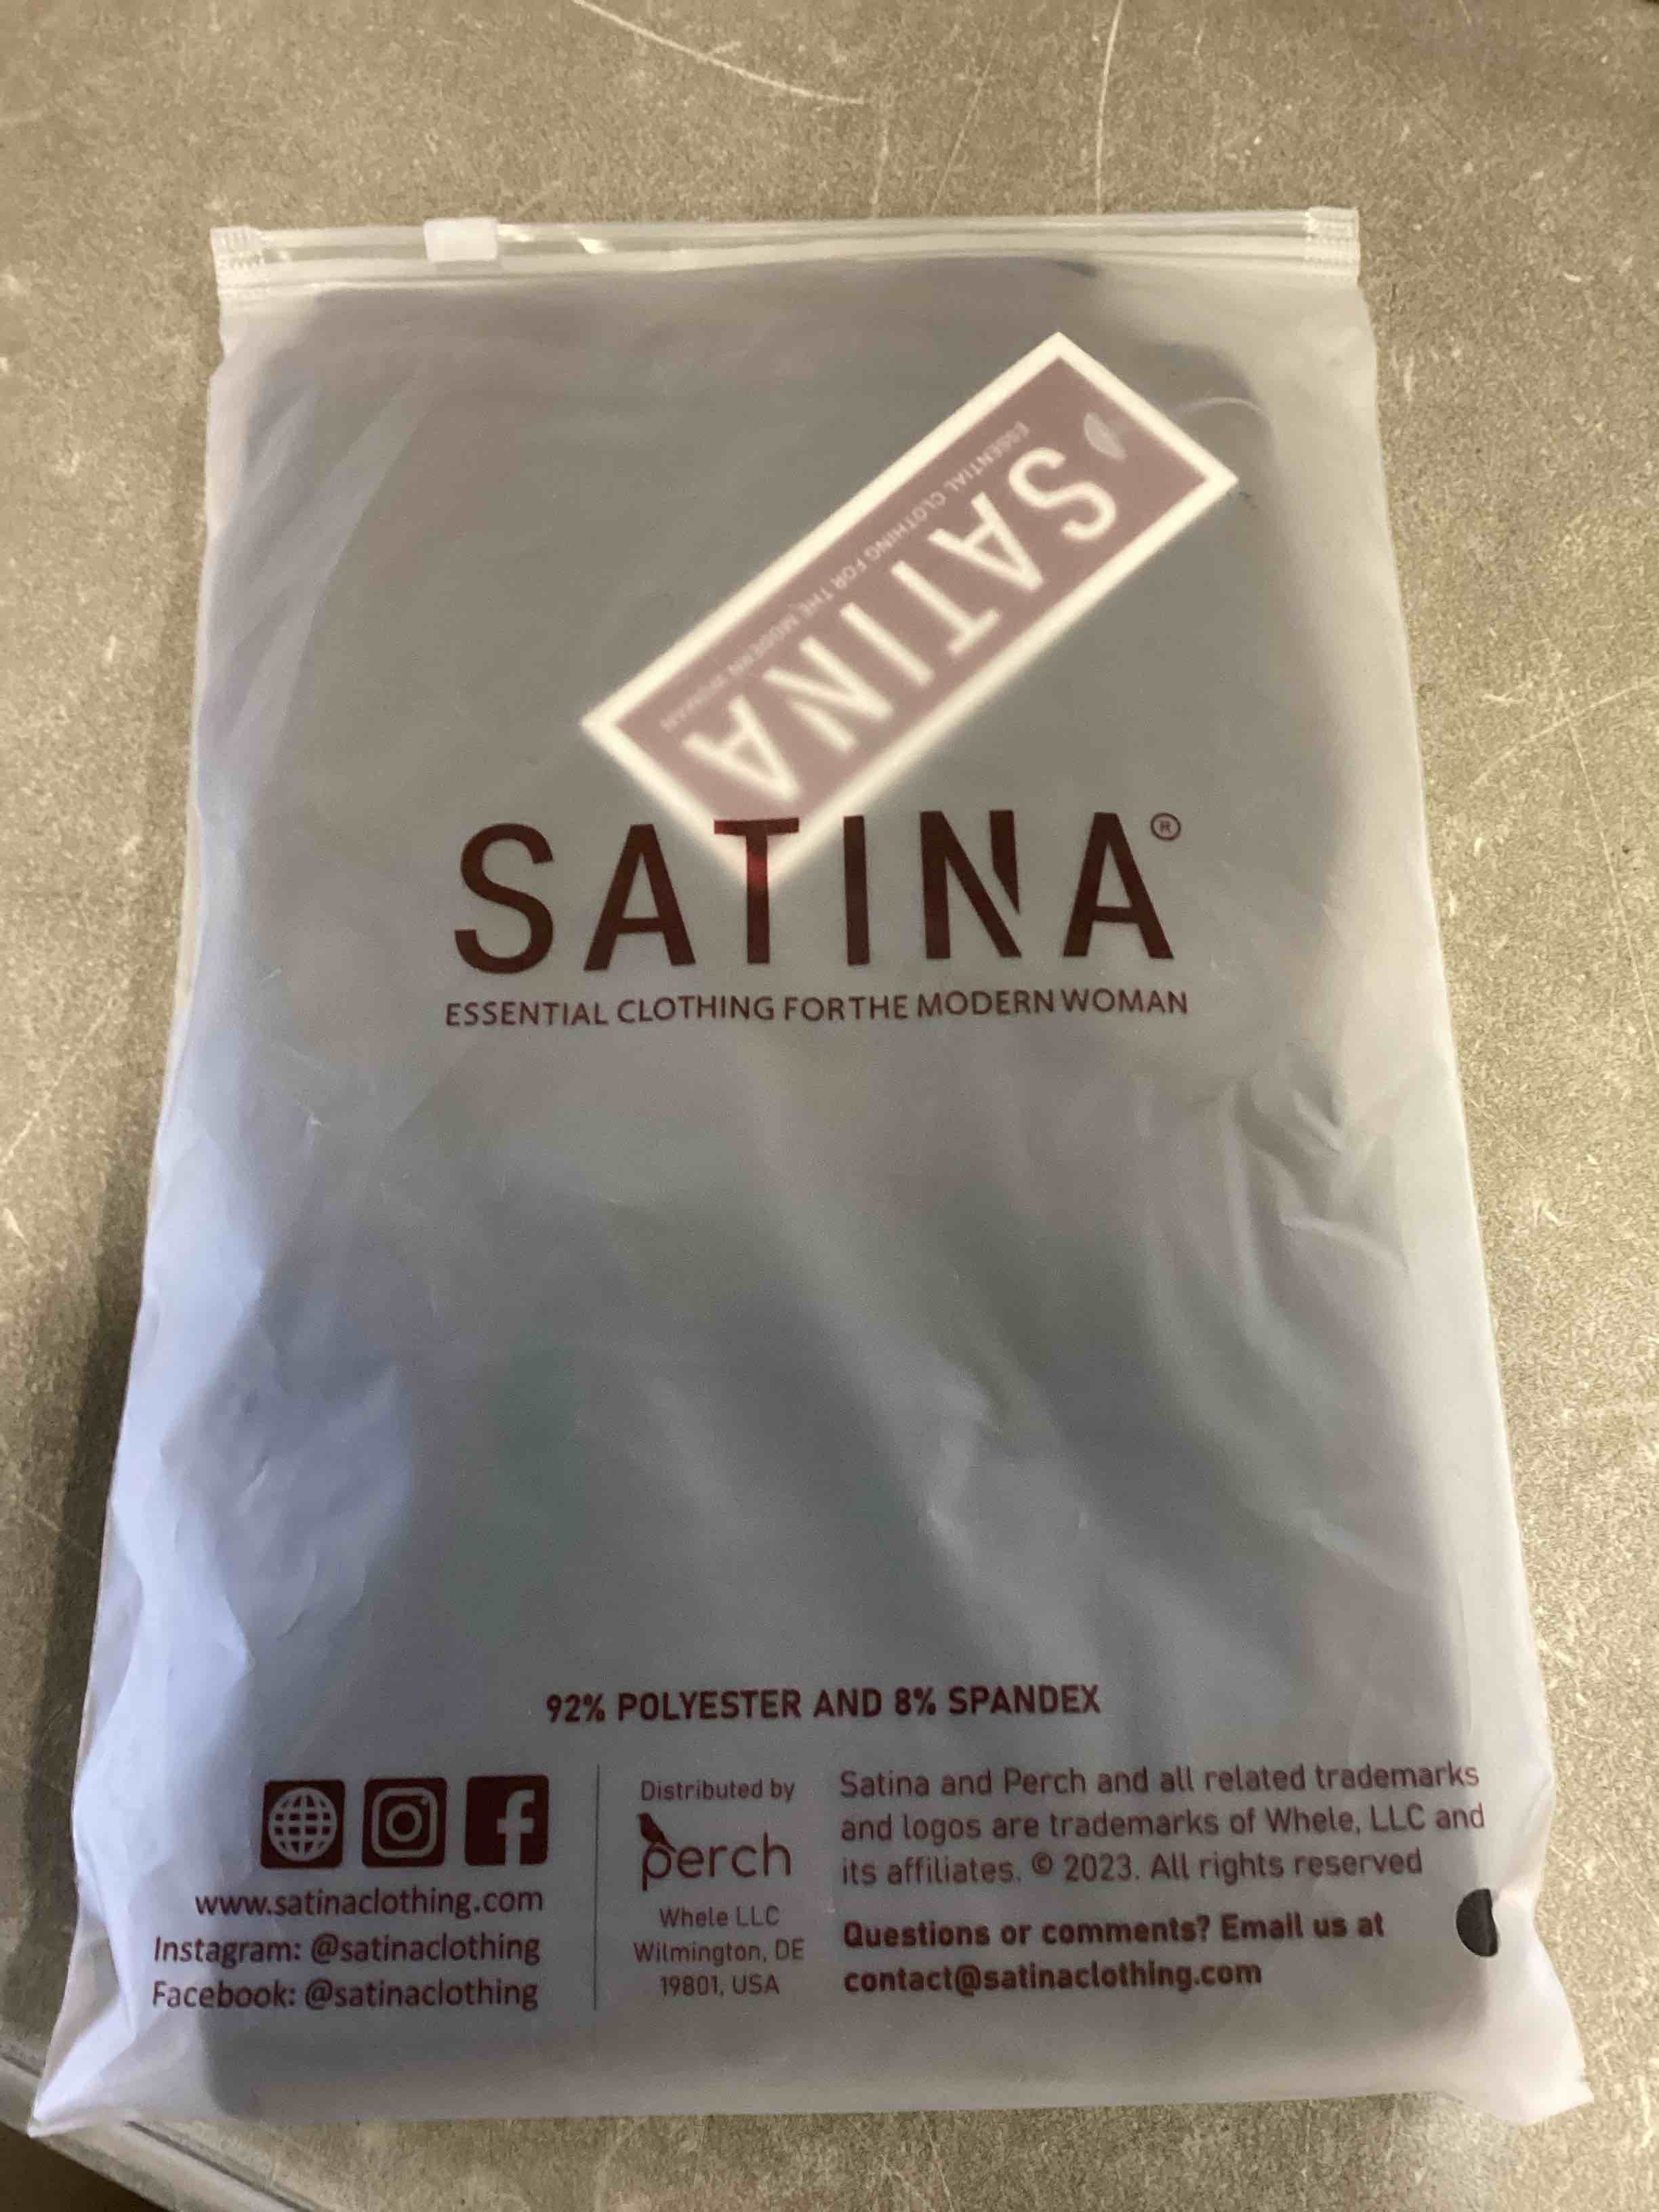 SATINA
ESSENTIAL CLOTHING FOR THE MODERN WOMAN
SATINA®
ESSENTIAL CLOTHING FOR THE MODERN WOMAN
92% POLYESTER AND 8% SPANDEX
www.satinaclothing.com
Instagram: @satinaclothing
Facebook: @satinaclothing
Distributed by
perch
Whele LLC
Wilmington, DE
19801, USA
Satina and Perch and all related trademarks
and logos are trademarks of Whele, LLC and
its affiliates. © 2023. All rights reserved
Questions or comments? Email us at
contact@satinaclothing.com